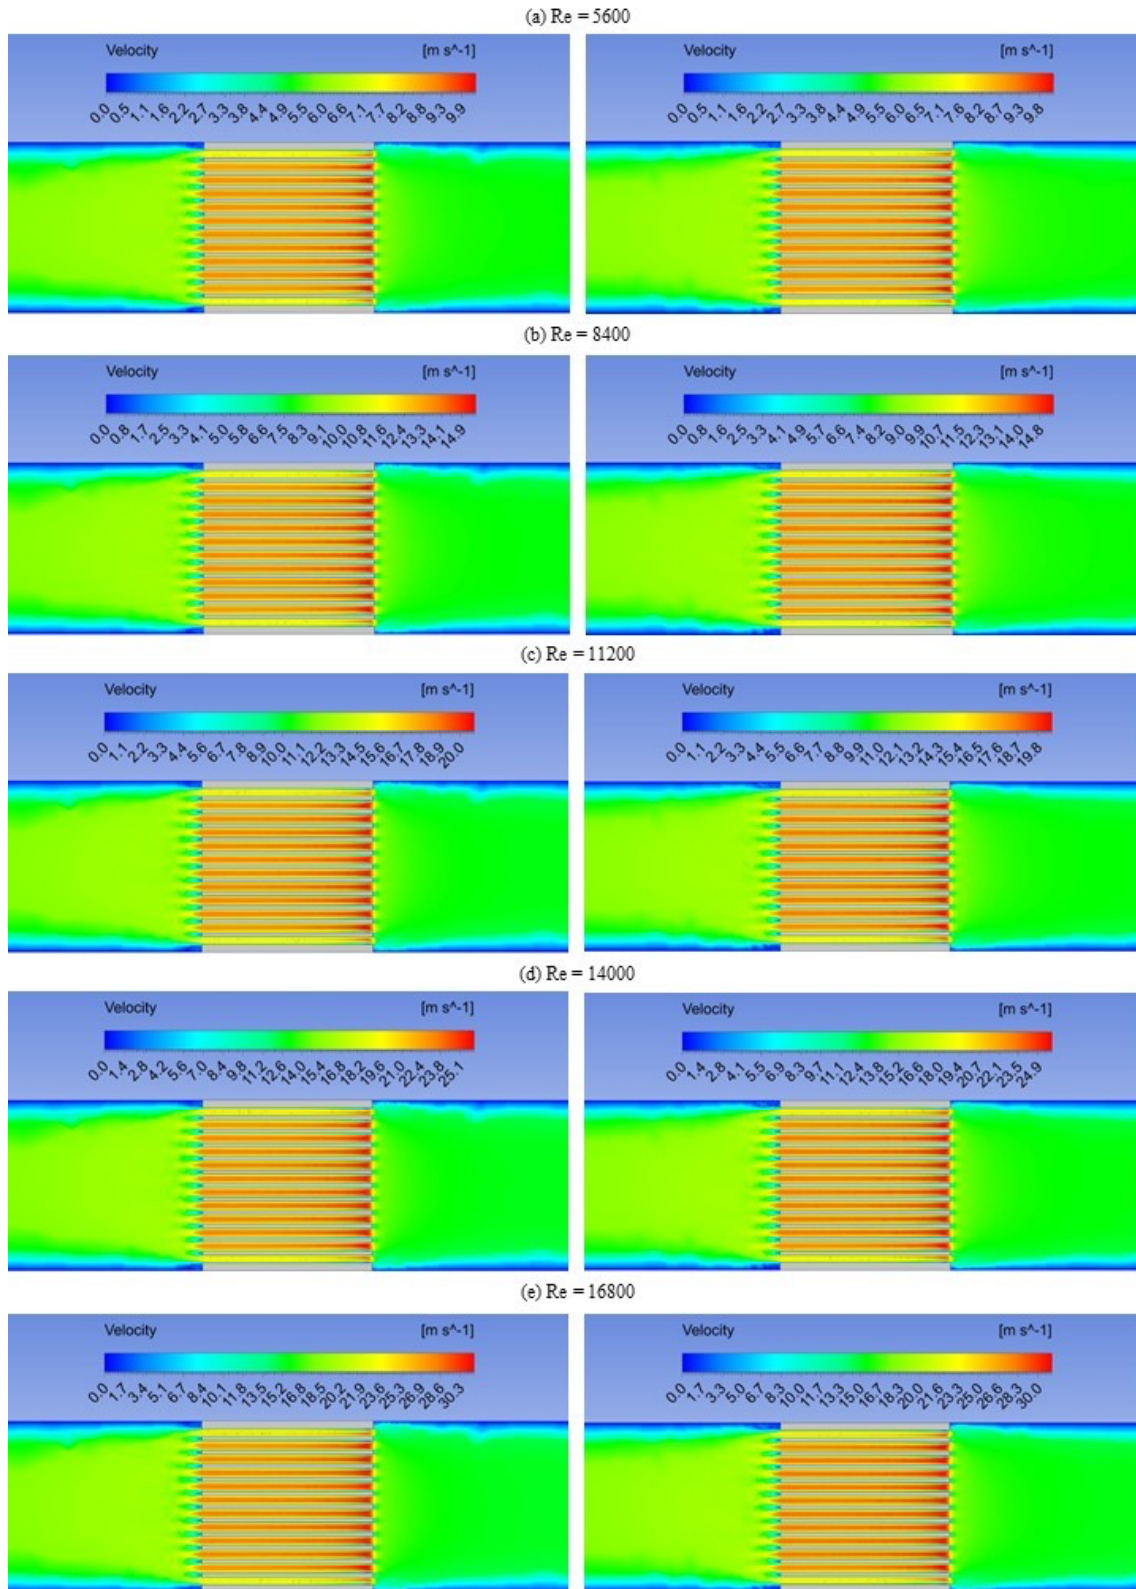 (a) Re = 5600
Velocity [m s^-1]
0.0 0.5 1.1 1.6 2.2 2.7 3.3 3.8 4.4 4.9 5.5 6.0 6.6 7.1 7.7 8.2 8.8 9.3 9.9
Velocity [m s^-1]
0.0 0.5 1.1 1.6 2.2 2.7 3.3 3.8 4.4 4.9 5.5 6.0 6.5 7.1 7.6 8.2 8.7 9.3 9.8
(b) Re = 8400
Velocity [m s^-1]
0.0 0.8 1.7 2.5 3.3 4.1 5.0 5.8 6.6 7.5 8.3 9.1 10.0 10.8 11.6 12.4 13.3 14.1 14.9
Velocity [m s^-1]
0.0 0.8 1.6 2.5 3.3 4.1 4.9 5.7 6.6 7.4 8.2 9.0 9.9 10.7 11.5 12.3 13.1 14.0 14.8
(c) Re = 11200
Velocity [m s^-1]
0.0 1.1 2.2 3.3 4.4 5.6 6.7 7.8 8.9 10.0 11.1 12.2 13.3 14.5 15.6 16.7 17.8 18.9 20.0
Velocity [m s^-1]
0.0 1.1 2.2 3.3 4.4 5.5 6.6 7.7 8.8 9.9 11.0 12.1 13.2 14.3 15.4 16.5 17.6 18.7 19.8
(d) Re = 14000
Velocity [m s^-1]
0.0 1.4 2.8 4.2 5.6 7.0 8.4 9.8 11.2 12.6 14.0 15.4 16.8 18.2 19.6 21.0 22.4 23.8 25.1
Velocity [m s^-1]
0.0 1.4 2.8 4.1 5.5 6.9 8.3 9.7 11.1 12.4 13.8 15.2 16.6 18.0 19.4 20.7 22.1 23.5 24.9
(e) Re = 16800
Velocity [m s^-1]
0.0 1.7 3.4 5.1 6.7 8.4 10.1 11.8 13.5 15.2 16.8 18.5 20.2 21.9 23.6 25.3 26.9 28.6 30.3
Velocity [m s^-1]
0.0 1.7 3.3 5.0 6.7 8.3 10.0 11.7 13.3 15.0 16.7 18.3 20.0 21.6 23.3 25.0 26.6 28.3 30.0